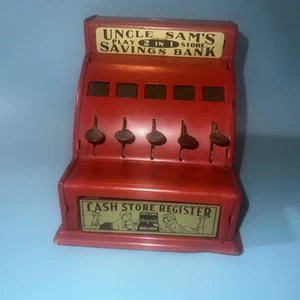 UNCLE SAM'S
PLAY 2 IN 1 STORE
SAVINGS BANK
CASH STORE REGISTER